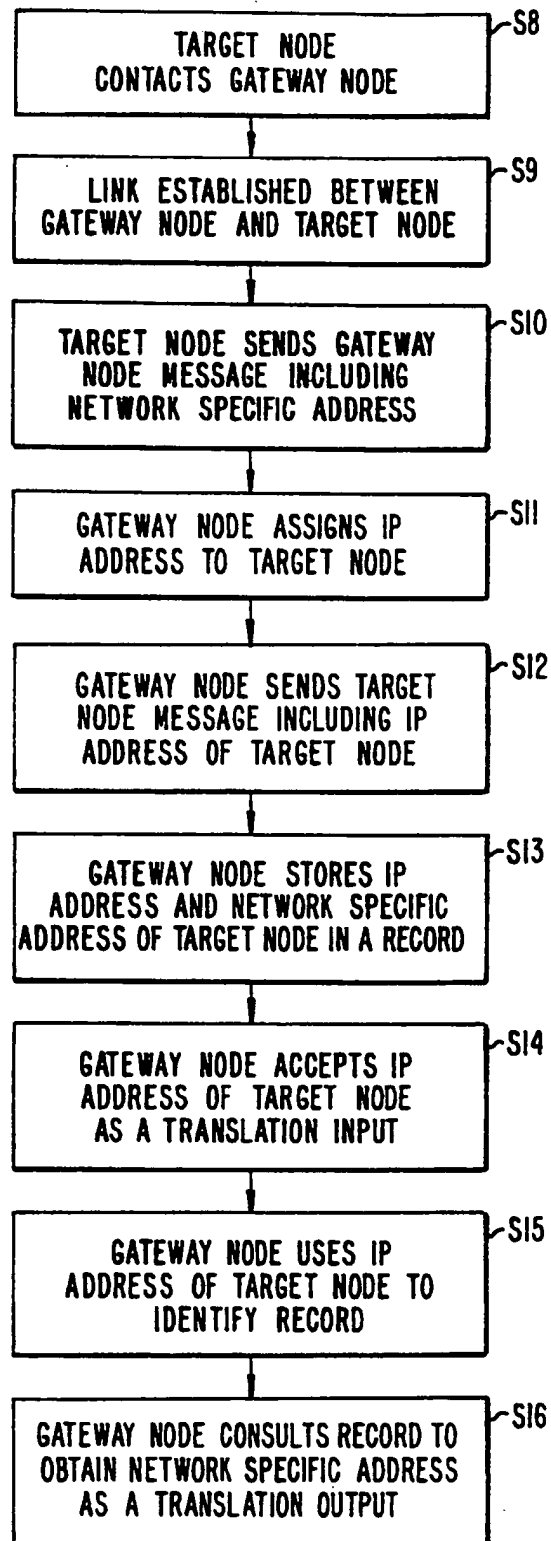 S8
TARGET NODE
CONTACTS GATEWAY NODE
S9
LINK ESTABLISHED BETWEEN
GATEWAY NODE AND TARGET NODE
S10
TARGET NODE SENDS GATEWAY
NODE MESSAGE INCLUDING
NETWORK SPECIFIC ADDRESS
S11
GATEWAY NODE ASSIGNS IP
ADDRESS TO TARGET NODE
S12
GATEWAY NODE SENDS TARGET
NODE MESSAGE INCLUDING IP
ADDRESS OF TARGET NODE
S13
GATEWAY NODE STORES IP
ADDRESS AND NETWORK SPECIFIC
ADDRESS OF TARGET NODE IN A RECORD
S14
GATEWAY NODE ACCEPTS IP
ADDRESS OF TARGET NODE
AS A TRANSLATION INPUT
S15
GATEWAY NODE USES IP
ADDRESS OF TARGET NODE TO
IDENTIFY RECORD
S16
GATEWAY NODE CONSULTS RECORD TO
OBTAIN NETWORK SPECIFIC ADDRESS
AS A TRANSLATION OUTPUT